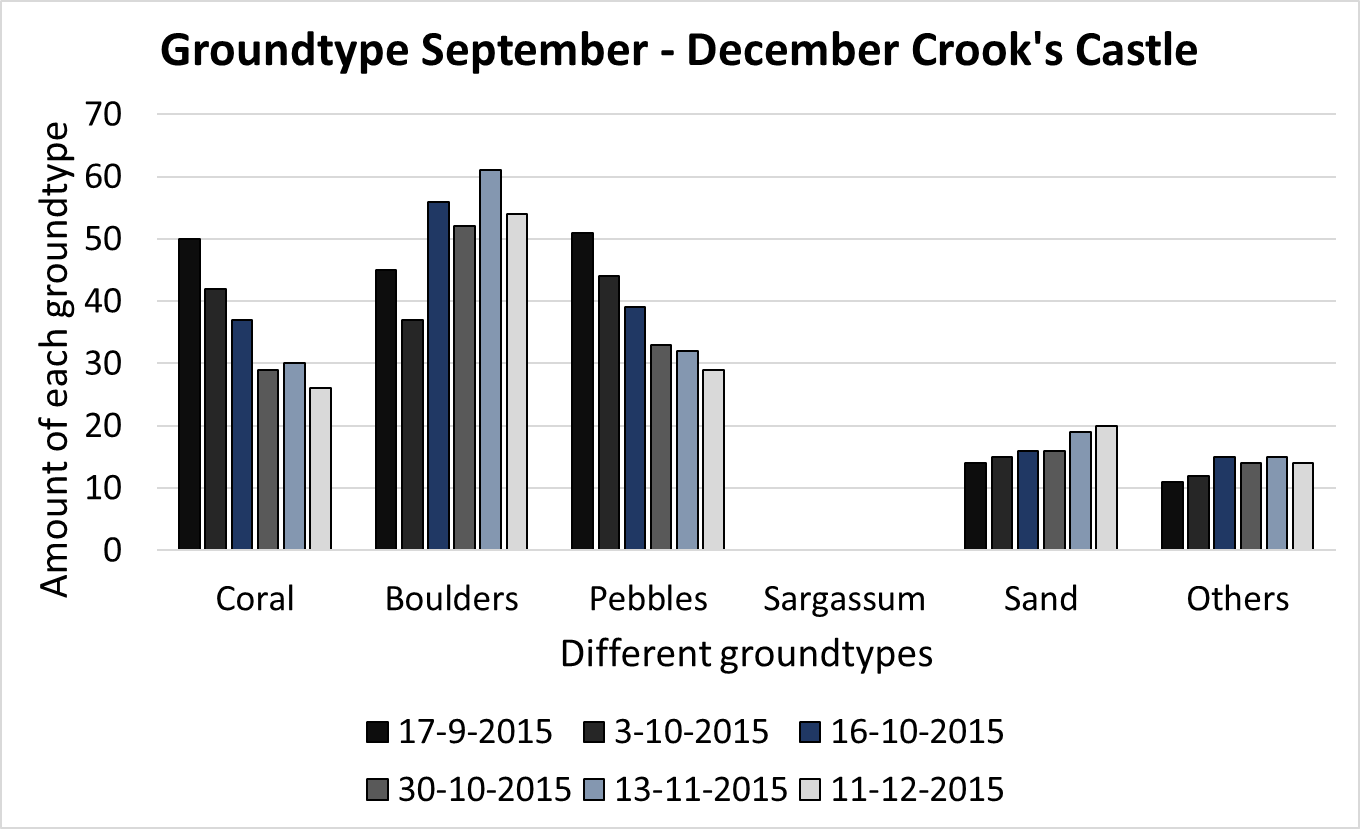 Groundtype September - December Crook's Castle
Amount of each groundtype
70
60
50
40
30
20
10
0
Coral Boulders Pebbles Sargassum Sand Others
Different groundtypes
17-9-2015 3-10-2015 16-10-2015
30-10-2015 13-11-2015 11-12-2015